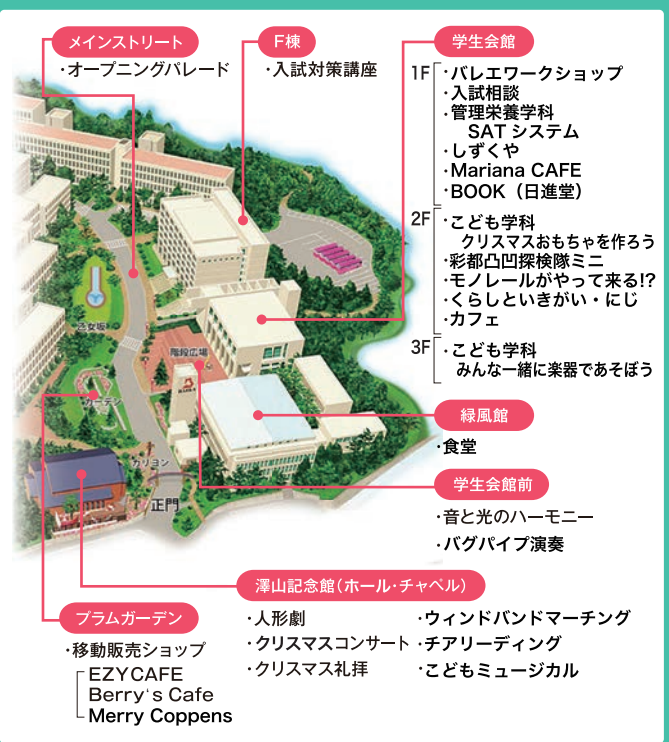 メインストリート
・オープニングパレード
F棟
・入試対策講座
学生会館
1F
・バレエワークショップ
・入試相談
・管理栄養学科
SAT システム
・しずくや
・Mariana CAFE
・BOOK（日進堂）
2F
・こども学科
クリスマスおもちゃを作ろう
・彩都凸凹探検隊ミニ
・モノレールがやって来る!?
・くらしといきがい・にじ
・カフェ
3F
・こども学科
みんな一緒に楽器であそぼう
階段広場
ガーデン
カリヨン
正門
緑風館
・食堂
学生会館前
・音と光のハーモニー
・バグパイプ演奏
澤山記念館（ホール・チャペル）
・人形劇
・クリスマスコンサート
・クリスマス礼拝
・ウィンドバンドマーチング
・チアリーディング
・こどもミュージカル
プラムガーデン
・移動販売ショップ
EZYCAFE
Berry‘s Cafe
Merry Coppens